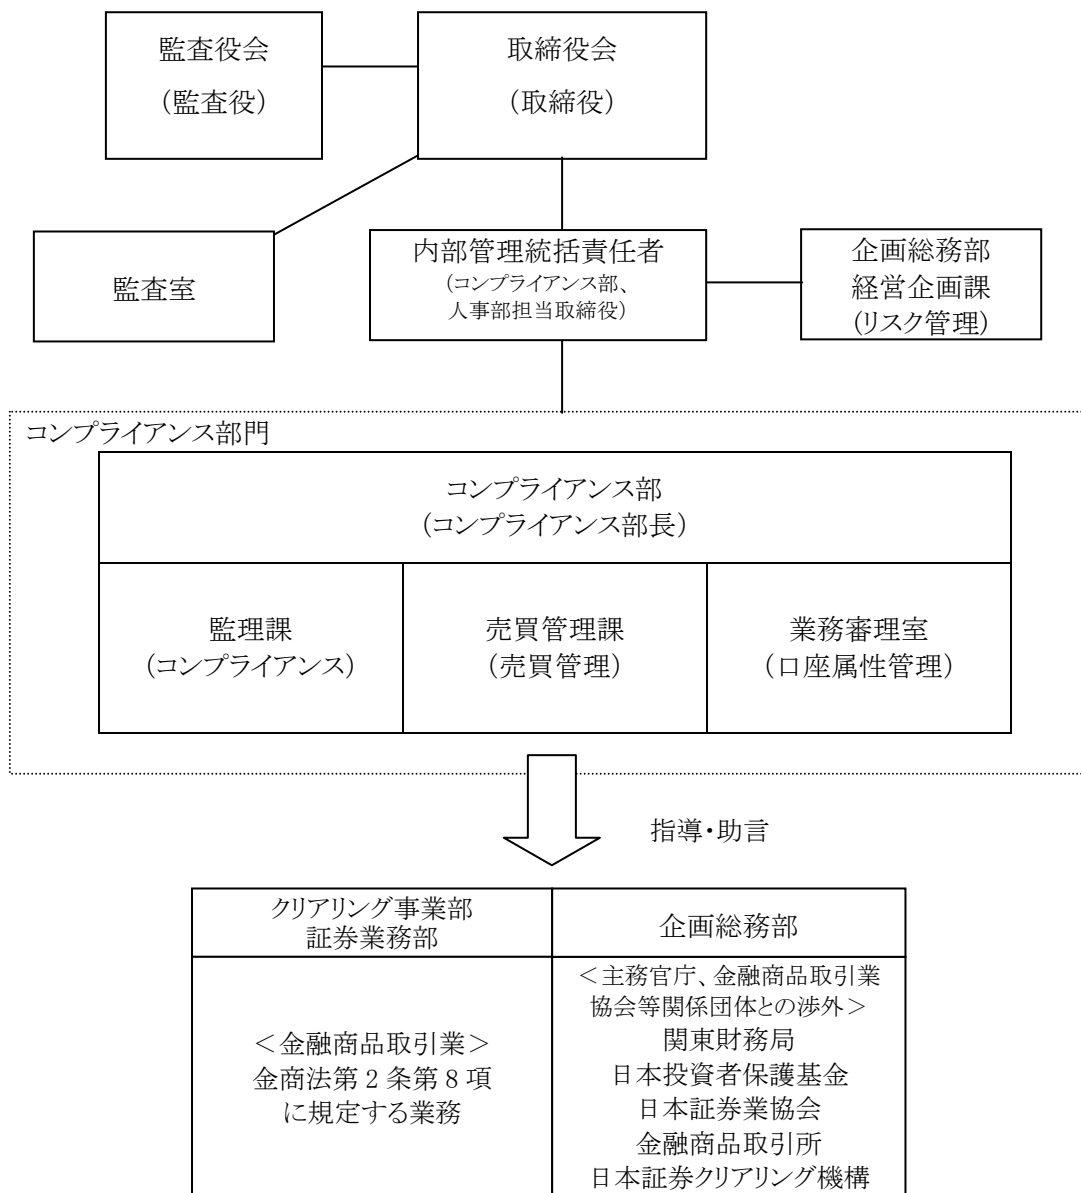 監査役会
（監査役）
取締役会
（取締役）
監査室
内部管理統括責任者
（コンプライアンス部、
人事部担当取締役）
企画総務部
経営企画課
（リスク管理）
コンプライアンス部門
コンプライアンス部
（コンプライアンス部長）
監理課
（コンプライアンス）
売買管理課
（売買管理）
業務審理室
（口座属性管理）
指導・助言
クリアリング事業部
証券業務部
企画総務部
＜金融商品取引業＞
金商法第 2 条第 8 項
に規定する業務
＜主務官庁、金融商品取引業
協会等関係団体との渉外＞
関東財務局
日本投資者保護基金
日本証券業協会
金融商品取引所
日本証券クリアリング機構